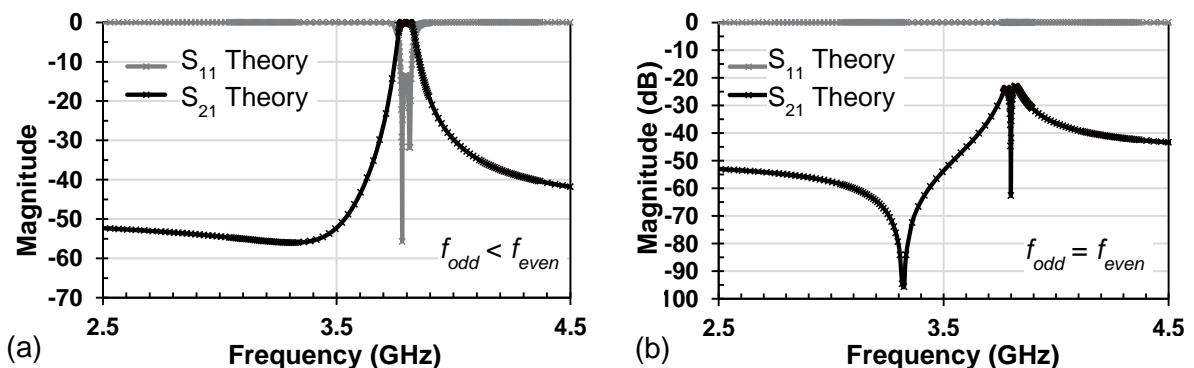 0
-10
-20
-30
-40
-50
-60
-70
Magnitude
S11 Theory
S21 Theory
fodd < feven
2.5 3.5 4.5
Frequency (GHz)
(a)
0
-10
-20
-30
-40
-50
-60
-70
-80
-90
100
Magnitude (dB)
S11 Theory
S21 Theory
fodd = feven
2.5 3.5 4.5
Frequency (GHz)
(b)